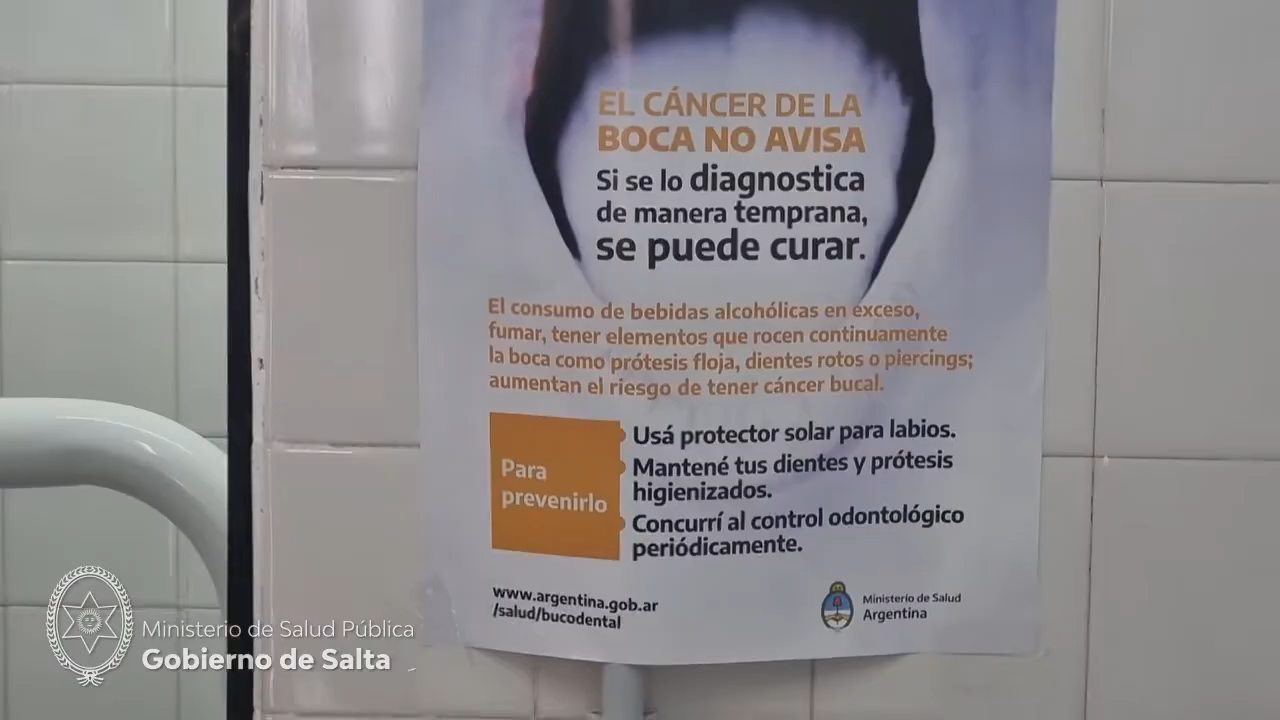 EL CÁNCER DE LA
BOCA NO AVISA
Si se lo diagnostica
de manera temprana,
se puede curar.
El consumo de bebidas alcohólicas en exceso,
fumar, tener elementos que rocen continuamente
la boca como prótesis floja, dientes rotos o piercings;
aumentan el riesgo de tener cáncer bucal.
Para
prevenirlo
Usá protector solar para labios.
Mantené tus dientes y prótesis
higienizados.
Concurrí al control odontológico
periódicamente.
www.argentina.gob.ar
/salud/bucodental
Ministerio de Salud
Argentina
Ministerio de Salud Pública
Gobierno de Salta